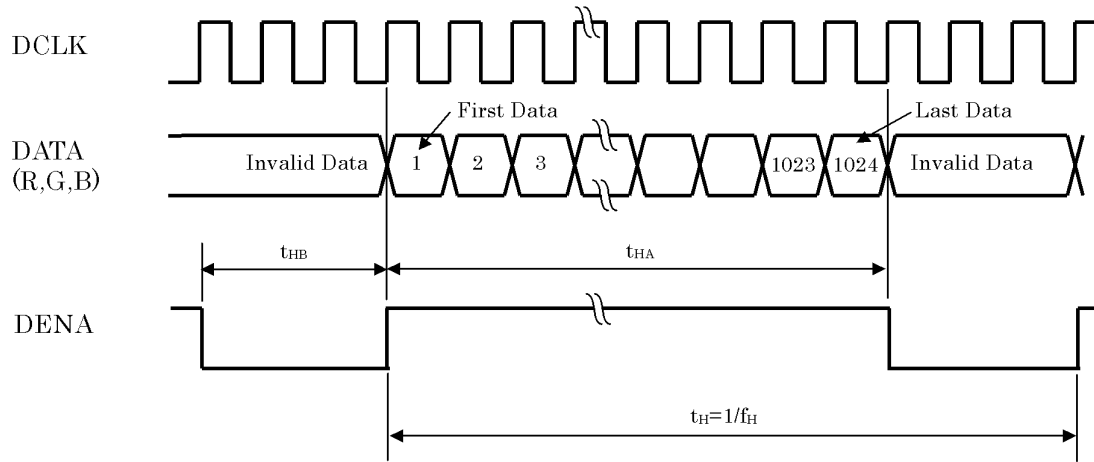 DCLK
First Data
Last Data
DATA
(R,G,B)
Invalid Data
1
2
3
1023
1024
Invalid Data
tHB
tHA
DENA
tH=1/fH